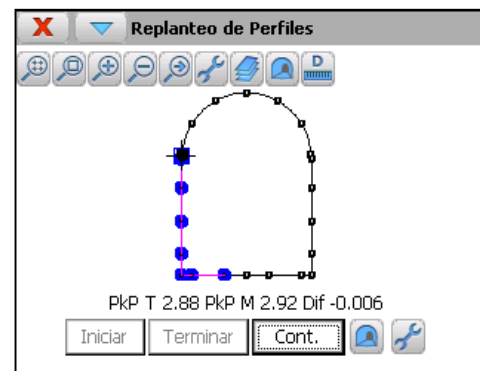 Replanteo de Perfiles
D
PkP T 2.88 PkP M 2.92 Dif -0.006
Iniciar Terminar Cont.